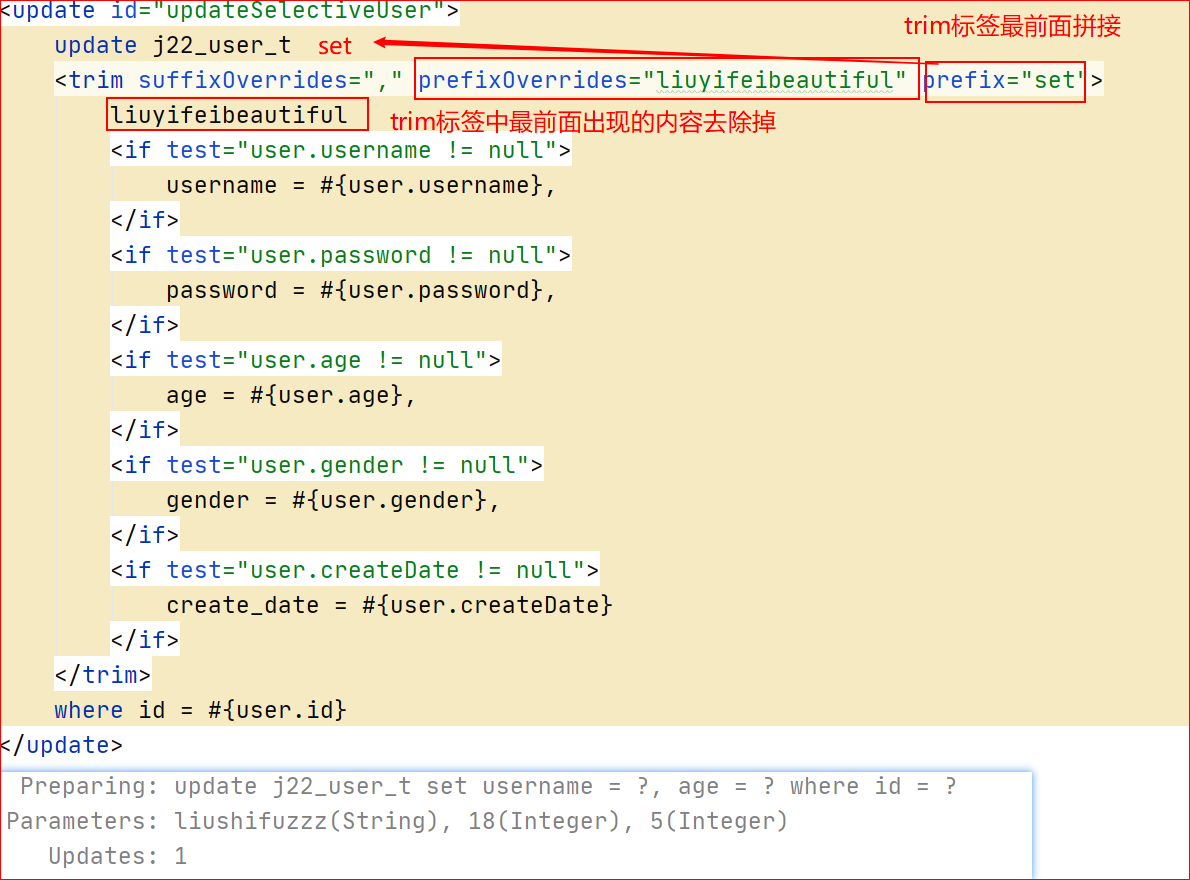 <update id="updateSelectiveUser">
trim标签最前面拼接
update j22_user_t set
<trim suffixOverrides="," prefixOverrides="liuyifeibeautiful" prefix="set">
liuyifeibeautiful
trim标签中最前面出现的内容去除掉
<if test="user.username != null">
username = #{user.username},
</if>
<if test="user.password != null">
password = #{user.password},
</if>
<if test="user.age != null">
age = #{user.age},
</if>
<if test="user.gender != null">
gender = #{user.gender},
</if>
<if test="user.createDate != null">
create_date = #{user.createDate}
</if>
</trim>
where id = #{user.id}
</update>
Preparing: update j22_user_t set username = ?, age = ? where id = ?
Parameters: liushifuzzz(String), 18(Integer), 5(Integer)
Updates: 1